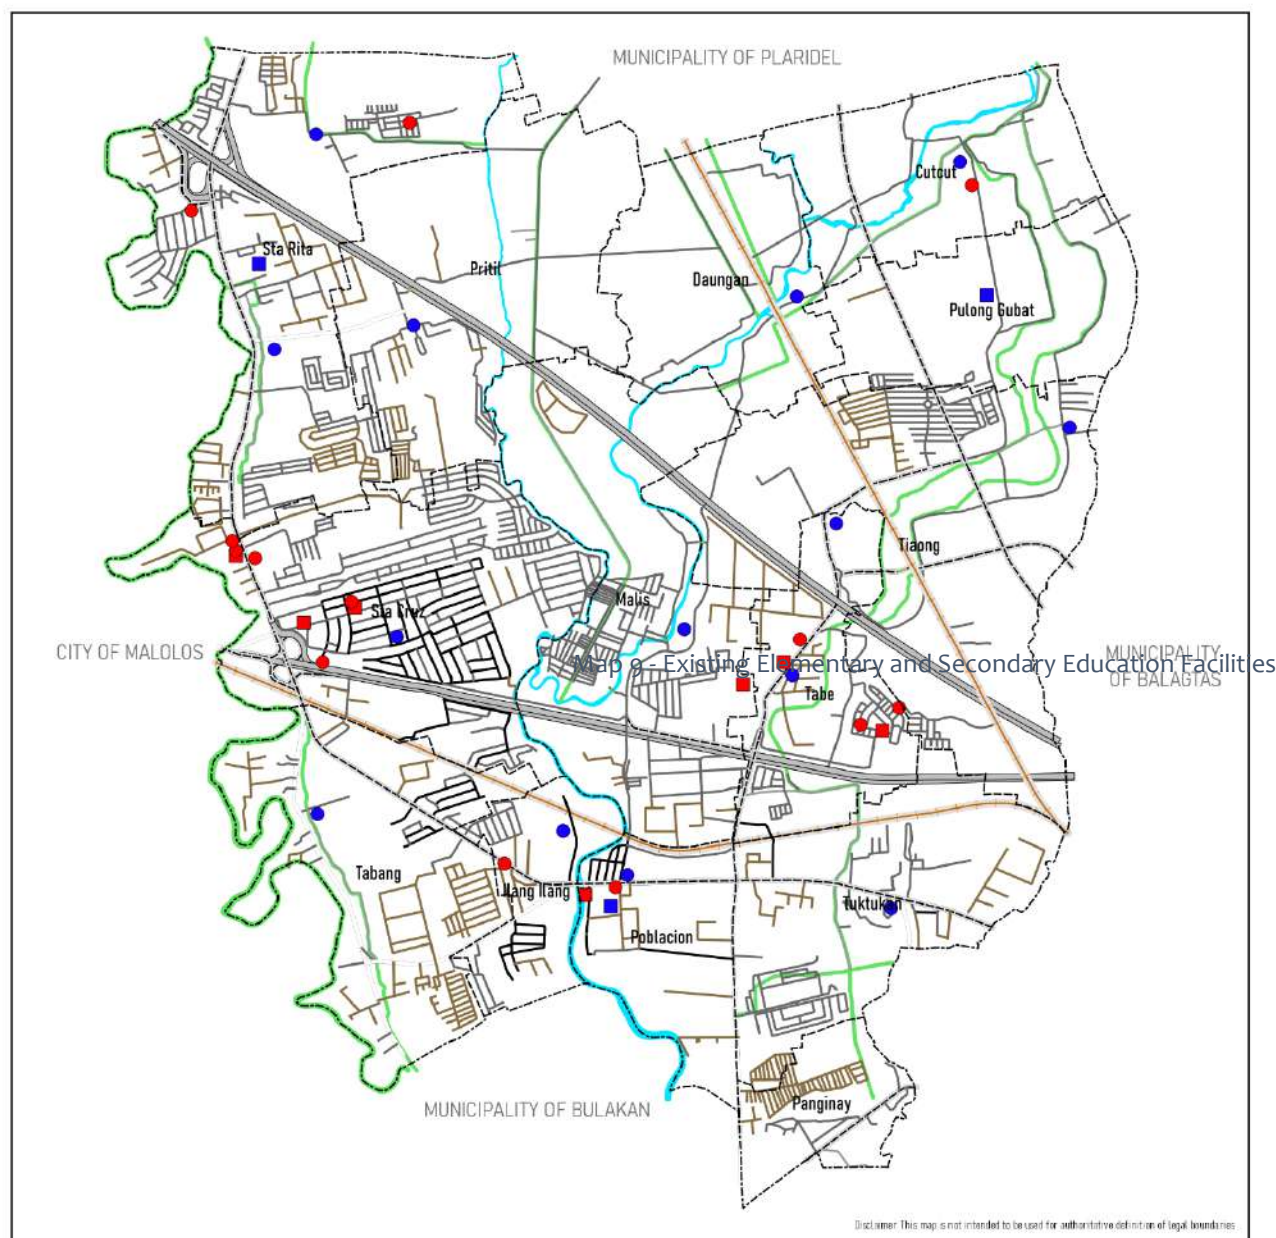 MUNICIPALITY OF PLARIDEL
Cutcut
Sta Rita
Pritil
Daungan
Pulong Gubat
Tiaong
Malis
Sta Cruz
CITY OF MALOLOS
MUNICIPALITY
OF BALAGTAS
Map 9 - Existing Elementary and Secondary Education Facilities
Tabe
Tabang
Ilang Ilang
Tuktukan
Poblacion
Panginay
MUNICIPALITY OF BULAKAN
Disclaimer This map is not intended to be used for authoritative definition of legal boundaries